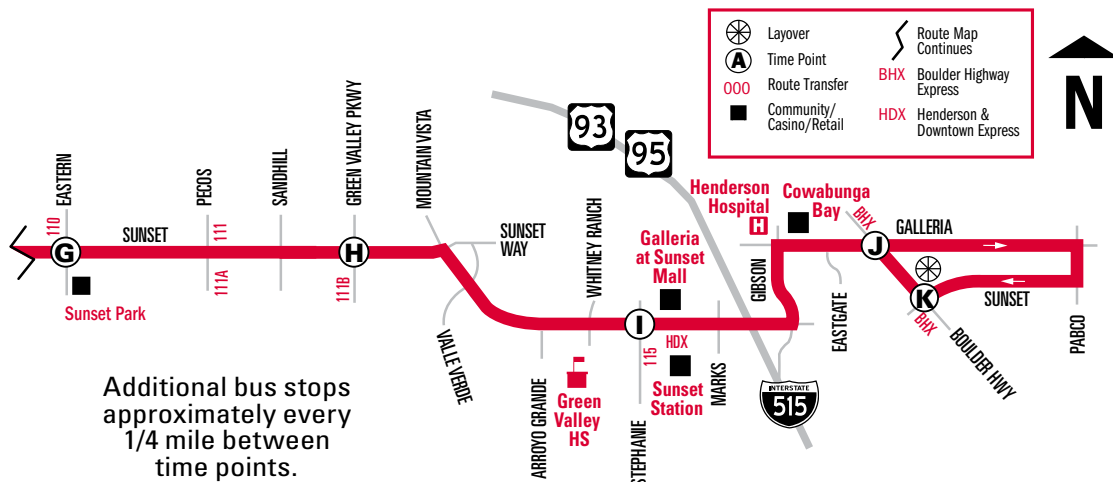 Layover
A Time Point
000 Route Transfer
Community/
Casino/Retail
Route Map
Continues
BHX Boulder Highway
Express
HDX Henderson &
Downtown Express
N
93
95
EASTERN
110
PECOS
111
SANDHILL
GREEN VALLEY PKWY
MOUNTAIN VISTA
G
SUNSET
H
111A
111B
Sunset Park
SUNSET
WAY
VALLE VERDE
WHITNEY RANCH
ARROYO GRANDE
Green
Valley
HS
Galleria
at Sunset
Mall
I
115
HDX
STEPHANIE
Sunset
Station
MARKS
INTERSTATE
515
Henderson
Hospital
H
Cowabunga
Bay
GIBSON
EASTGATE
BHX
J
GALLERIA
K
SUNSET
BHX
BOULDER HWY
PABCO
Additional bus stops
approximately every
1/4 mile between
time points.